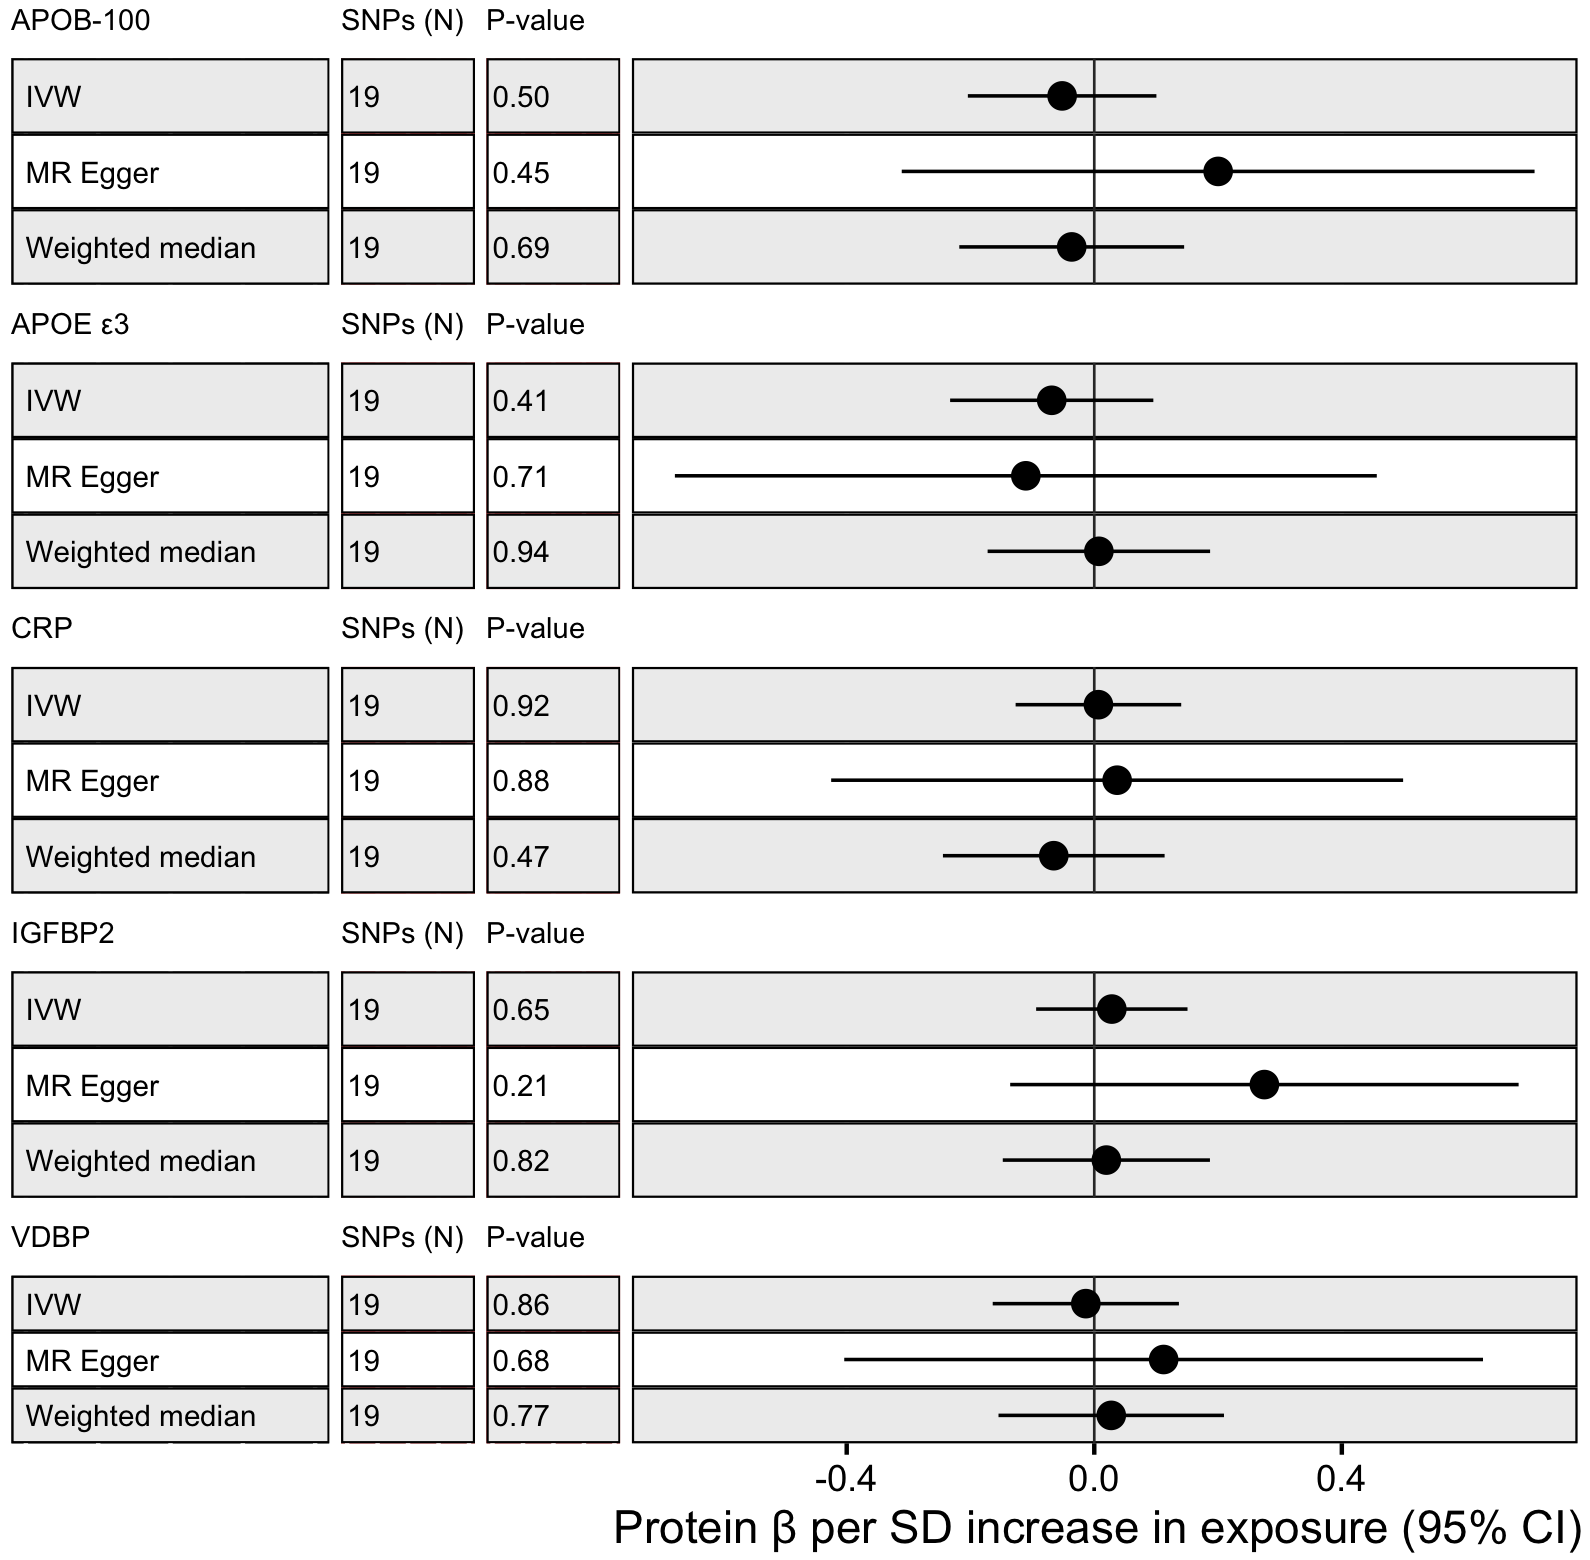 APOB-100 SNPs (N) P-value
IVW 19 0.50
MR Egger 19 0.45
Weighted median 19 0.69
APOE ε3 SNPs (N) P-value
IVW 19 0.41
MR Egger 19 0.71
Weighted median 19 0.94
CRP SNPs (N) P-value
IVW 19 0.92
MR Egger 19 0.88
Weighted median 19 0.47
IGFBP2 SNPs (N) P-value
IVW 19 0.65
MR Egger 19 0.21
Weighted median 19 0.82
VDBP SNPs (N) P-value
IVW 19 0.86
MR Egger 19 0.68
Weighted median 19 0.77
-0.4 0.0 0.4
Protein β per SD increase in exposure (95% CI)